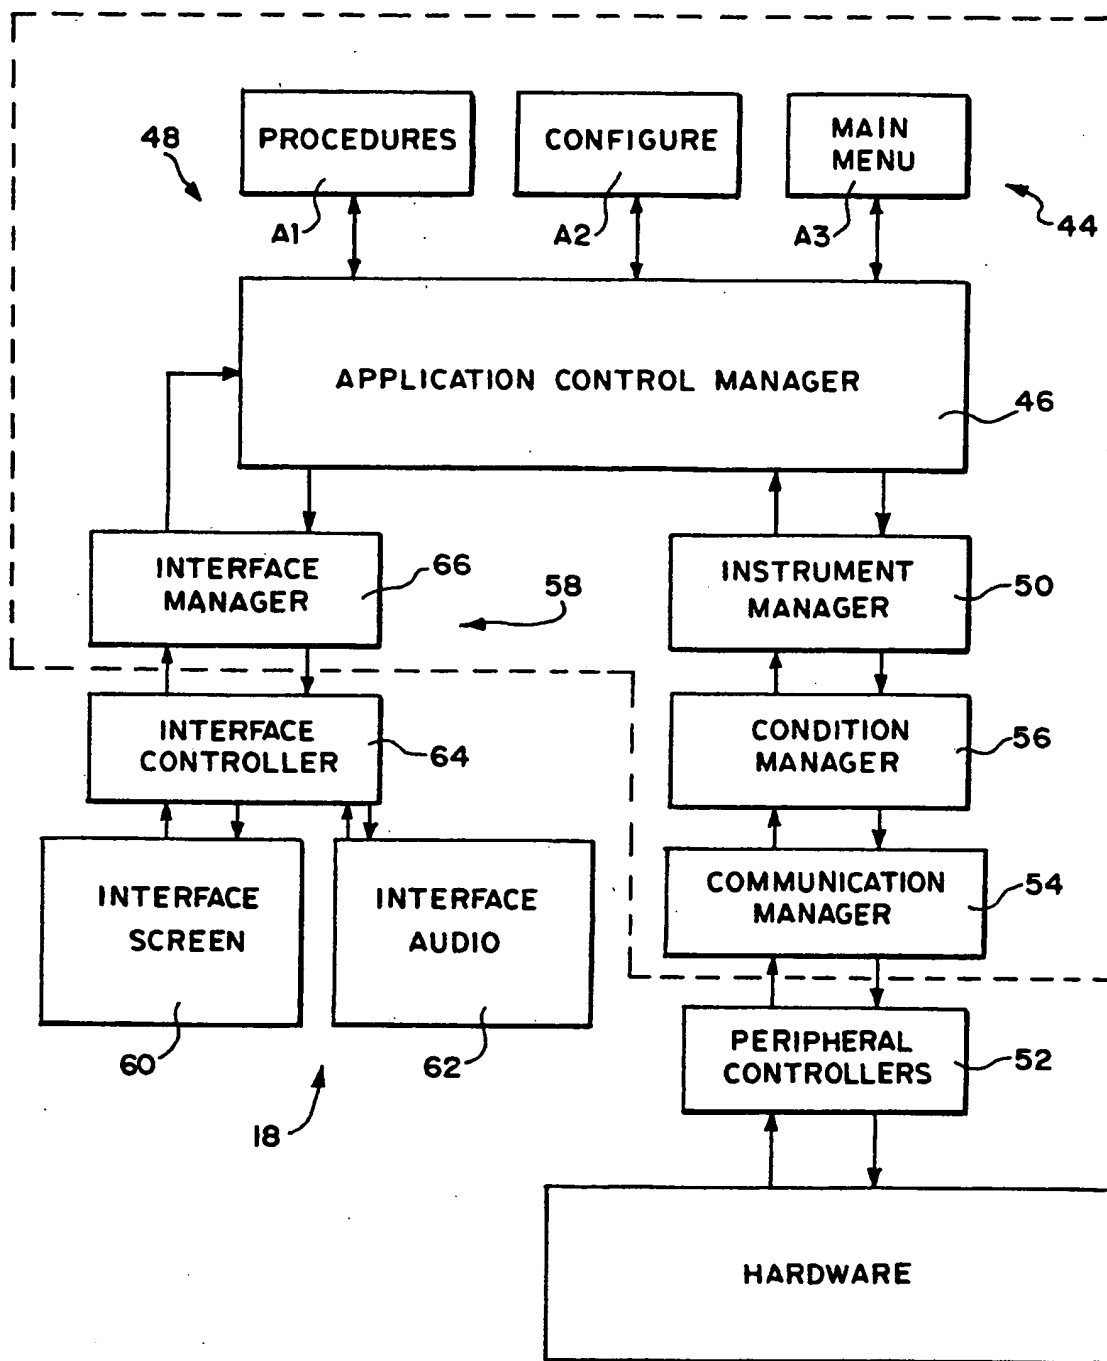 PROCEDURES
CONFIGURE
MAIN
MENU
48
A1
A2
A3
44
APPLICATION CONTROL MANAGER
46
INTERFACE
MANAGER
66
58
INSTRUMENT
MANAGER
50
INTERFACE
CONTROLLER
64
CONDITION
MANAGER
56
INTERFACE
SCREEN
60
INTERFACE
AUDIO
62
COMMUNICATION
MANAGER
54
18
PERIPHERAL
CONTROLLERS
52
HARDWARE